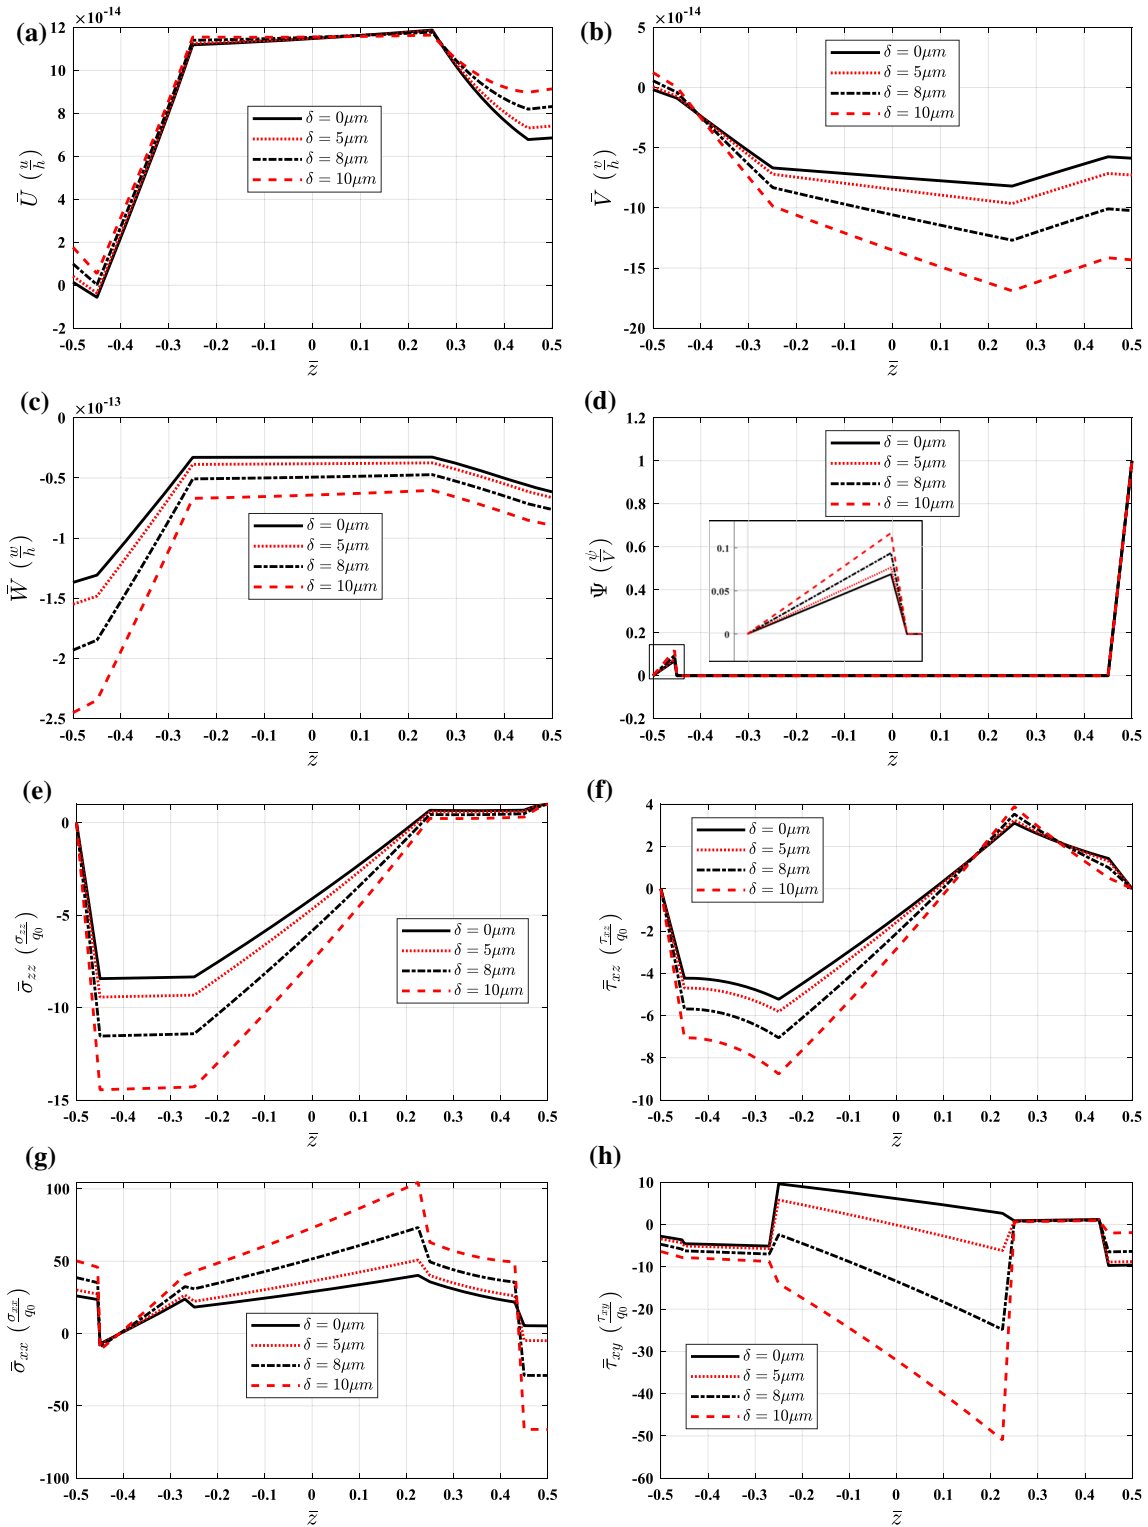 (a)
×10⁻¹⁴
12
10
8
6
4
2
0
-2
Ū (u/h)
δ = 0μm
δ = 5μm
δ = 8μm
δ = 10μm
-0.5 -0.4 -0.3 -0.2 -0.1 0 0.1 0.2 0.3 0.4 0.5
z̄
(b)
×10⁻¹⁴
5
0
-5
-10
-15
-20
V̄ (v/h)
δ = 0μm
δ = 5μm
δ = 8μm
δ = 10μm
-0.5 -0.4 -0.3 -0.2 -0.1 0 0.1 0.2 0.3 0.4 0.5
z̄
(c)
×10⁻¹³
0
-0.5
-1
-1.5
-2
-2.5
W̄ (w/h)
δ = 0μm
δ = 5μm
δ = 8μm
δ = 10μm
-0.5 -0.4 -0.3 -0.2 -0.1 0 0.1 0.2 0.3 0.4 0.5
z̄
(d)
1.2
1
0.8
0.6
0.4
0.2
0
-0.2
Ψ (ψ/V)
δ = 0μm
δ = 5μm
δ = 8μm
δ = 10μm
0.1
0.05
0
-0.5 -0.4 -0.3 -0.2 -0.1 0 0.1 0.2 0.3 0.4 0.5
z̄
(e)
0
-5
-10
-15
σ̄zz (σzz/q0)
δ = 0μm
δ = 5μm
δ = 8μm
δ = 10μm
-0.5 -0.4 -0.3 -0.2 -0.1 0 0.1 0.2 0.3 0.4 0.5
z̄
(f)
4
2
0
-2
-4
-6
-8
-10
τ̄xz (τxz/q0)
δ = 0μm
δ = 5μm
δ = 8μm
δ = 10μm
-0.5 -0.4 -0.3 -0.2 -0.1 0 0.1 0.2 0.3 0.4 0.5
z̄
(g)
100
50
0
-50
-100
σ̄xx (σxx/q0)
δ = 0μm
δ = 5μm
δ = 8μm
δ = 10μm
-0.5 -0.4 -0.3 -0.2 -0.1 0 0.1 0.2 0.3 0.4 0.5
z̄
(h)
10
0
-10
-20
-30
-40
-50
-60
τ̄xy (τxy/q0)
δ = 0μm
δ = 5μm
δ = 8μm
δ = 10μm
-0.5 -0.4 -0.3 -0.2 -0.1 0 0.1 0.2 0.3 0.4 0.5
z̄